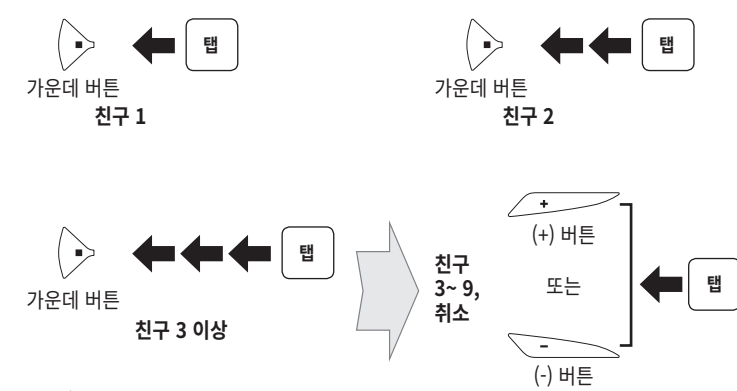 탭
가운데 버튼
친구 1
탭
가운데 버튼
친구 2
탭
가운데 버튼
친구 3 이상
친구
3~ 9,
취소
+
(+) 버튼
또는
-
(-) 버튼
탭